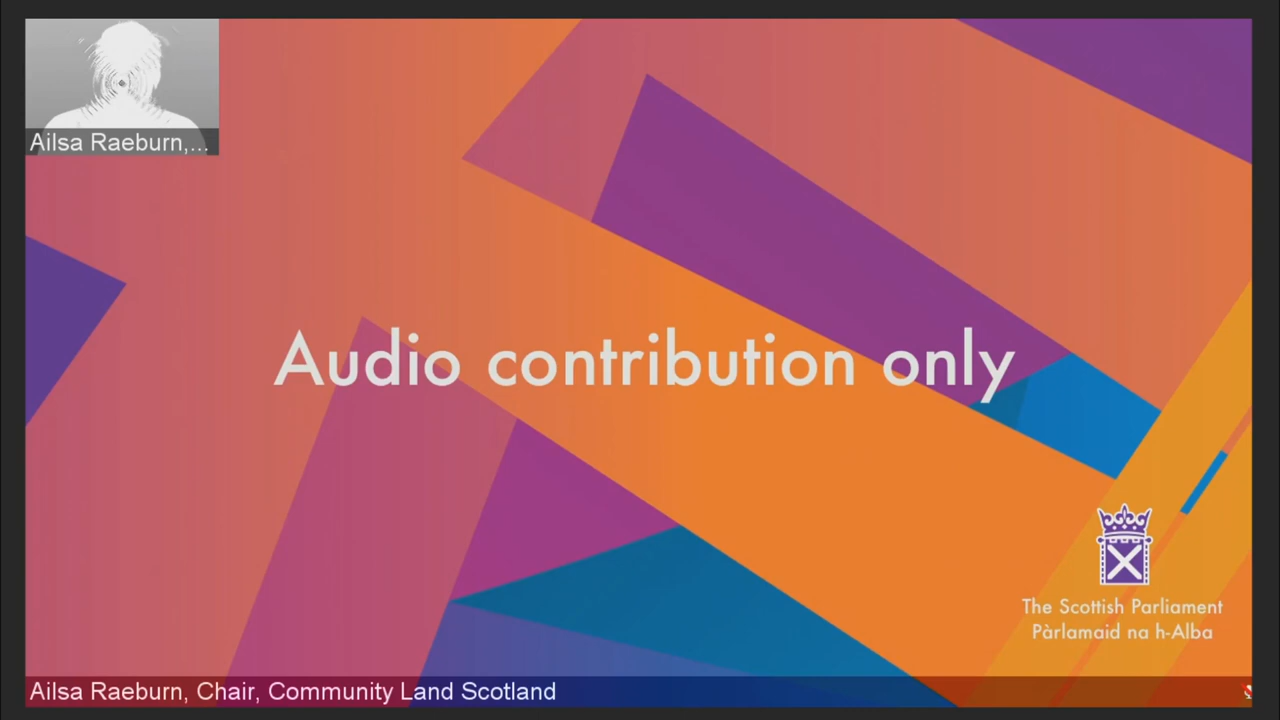 Ailsa Raeburn,...
Audio contribution only
The Scottish Parliament
Pàrlamaid na h-Alba
Ailsa Raeburn, Chair, Community Land Scotland